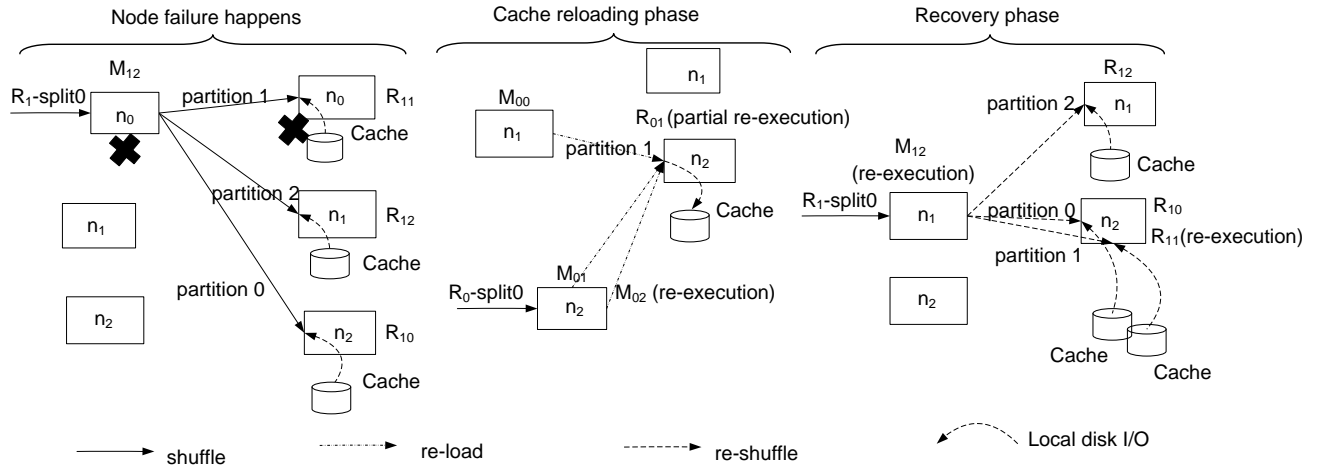 Node failure happens
M12
R1-split0
n0
partition 1
n0
R11
Cache
n1
partition 2
n1
R12
Cache
n2
partition 0
n2
R10
Cache
Cache reloading phase
n1
M00
n1
R01 (partial re-execution)
partition 1
n2
Cache
M01
R0-split0
n2
M02 (re-execution)
Recovery phase
R12
partition 2
n1
Cache
M12
(re-execution)
R1-split0
n1
partition 0
n2
R10
R11(re-execution)
partition 1
n2
Cache
Cache
shuffle
re-load
re-shuffle
Local disk I/O